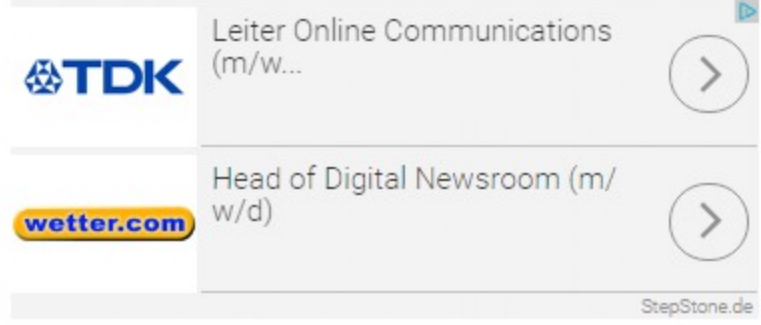 TDK
Leiter Online Communications
(m/w...
wetter.com
Head of Digital Newsroom (m/
w/d)
StepStone.de